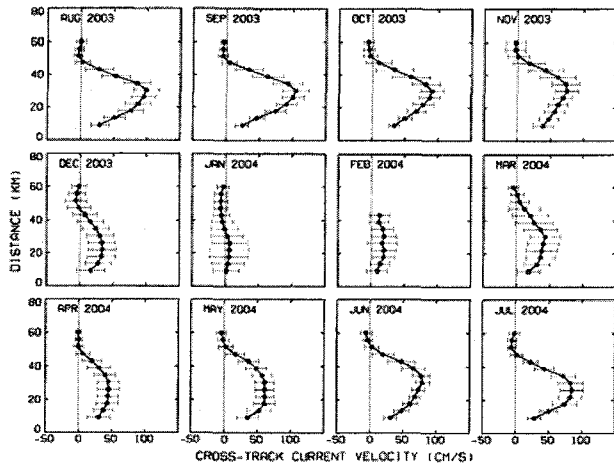 AUG 2003 SEP 2003 OCT 2003 NOV 2003
80
60
40
20
0
DEC 2003 JAN 2004 FEB 2004 MAR 2004
80
60
40
20
0
APR 2004 MAY 2004 JUN 2004 JUL 2004
80
60
40
20
0
DISTANCE (KM)
-50 0 50 100 -50 0 50 100 -50 0 50 100 -50 0 50 100
CROSS-TRACK CURRENT VELOCITY (CM/S)